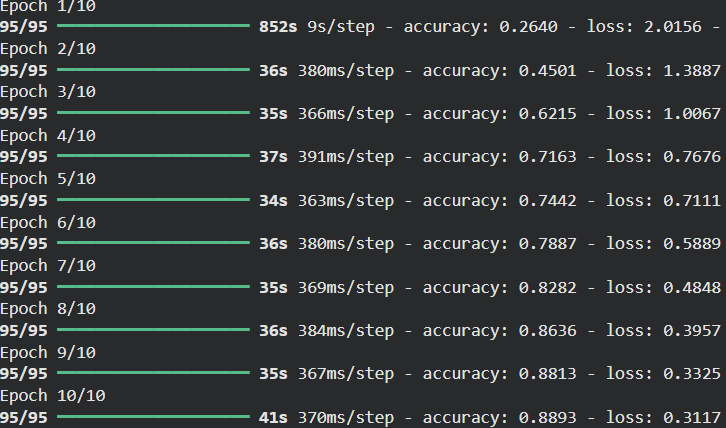 Epoch 1/10
95/95 ━━━━━━━━━━━━━━━━━━━━ 852s 9s/step - accuracy: 0.2640 - loss: 2.0156 -
Epoch 2/10
95/95 ━━━━━━━━━━━━━━━━━━━━ 36s 380ms/step - accuracy: 0.4501 - loss: 1.3887
Epoch 3/10
95/95 ━━━━━━━━━━━━━━━━━━━━ 35s 366ms/step - accuracy: 0.6215 - loss: 1.0067
Epoch 4/10
95/95 ━━━━━━━━━━━━━━━━━━━━ 37s 391ms/step - accuracy: 0.7163 - loss: 0.7676
Epoch 5/10
95/95 ━━━━━━━━━━━━━━━━━━━━ 34s 363ms/step - accuracy: 0.7442 - loss: 0.7111
Epoch 6/10
95/95 ━━━━━━━━━━━━━━━━━━━━ 36s 380ms/step - accuracy: 0.7887 - loss: 0.5889
Epoch 7/10
95/95 ━━━━━━━━━━━━━━━━━━━━ 35s 369ms/step - accuracy: 0.8282 - loss: 0.4848
Epoch 8/10
95/95 ━━━━━━━━━━━━━━━━━━━━ 36s 384ms/step - accuracy: 0.8636 - loss: 0.3957
Epoch 9/10
95/95 ━━━━━━━━━━━━━━━━━━━━ 35s 367ms/step - accuracy: 0.8813 - loss: 0.3325
Epoch 10/10
95/95 ━━━━━━━━━━━━━━━━━━━━ 41s 370ms/step - accuracy: 0.8893 - loss: 0.3117